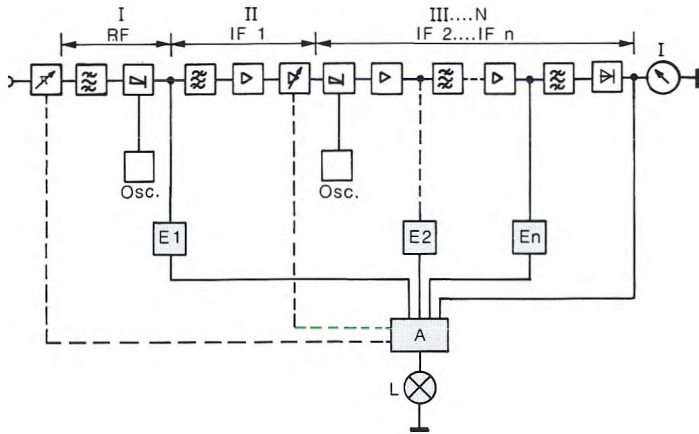 I II III....N
RF IF 1 IF 2....IF n I
Osc. Osc.
E1 E2 En
A
L